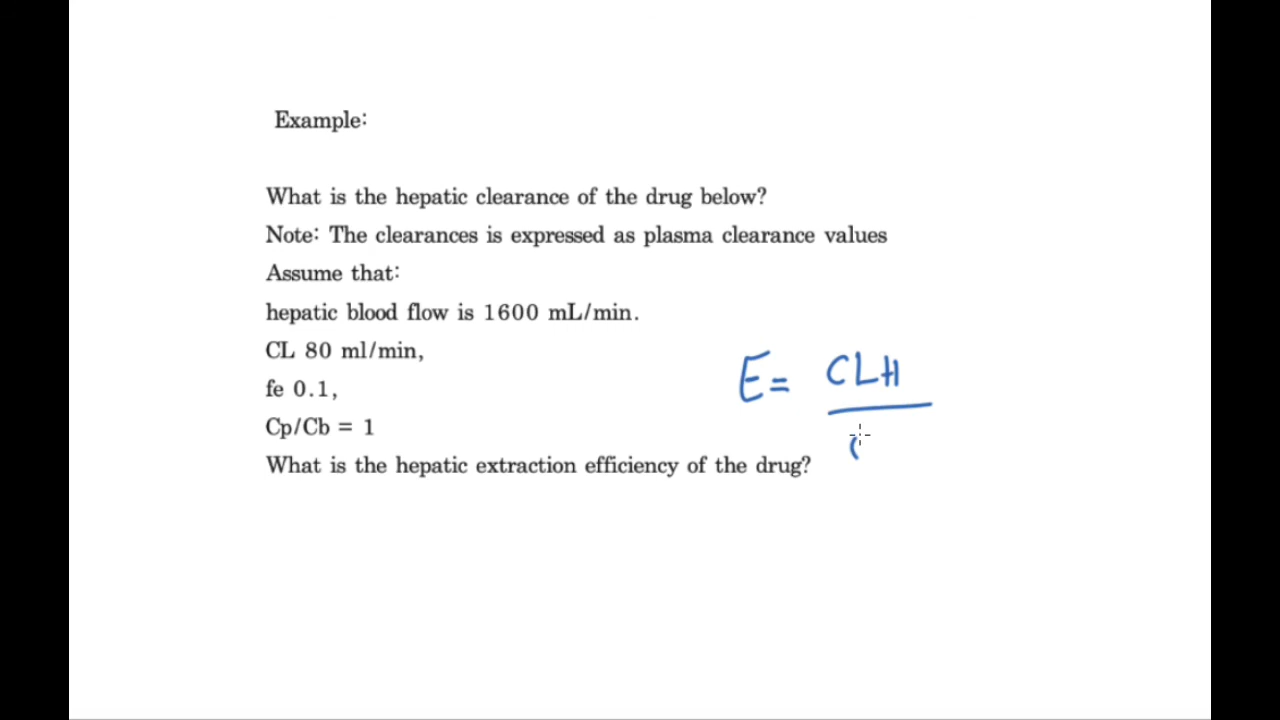 Example:
What is the hepatic clearance of the drug below?
Note: The clearances is expressed as plasma clearance values
Assume that:
hepatic blood flow is 1600 mL/min.
CL 80 ml/min,
fe 0.1,
Cp/Cb = 1
What is the hepatic extraction efficiency of the drug?
E = CLH